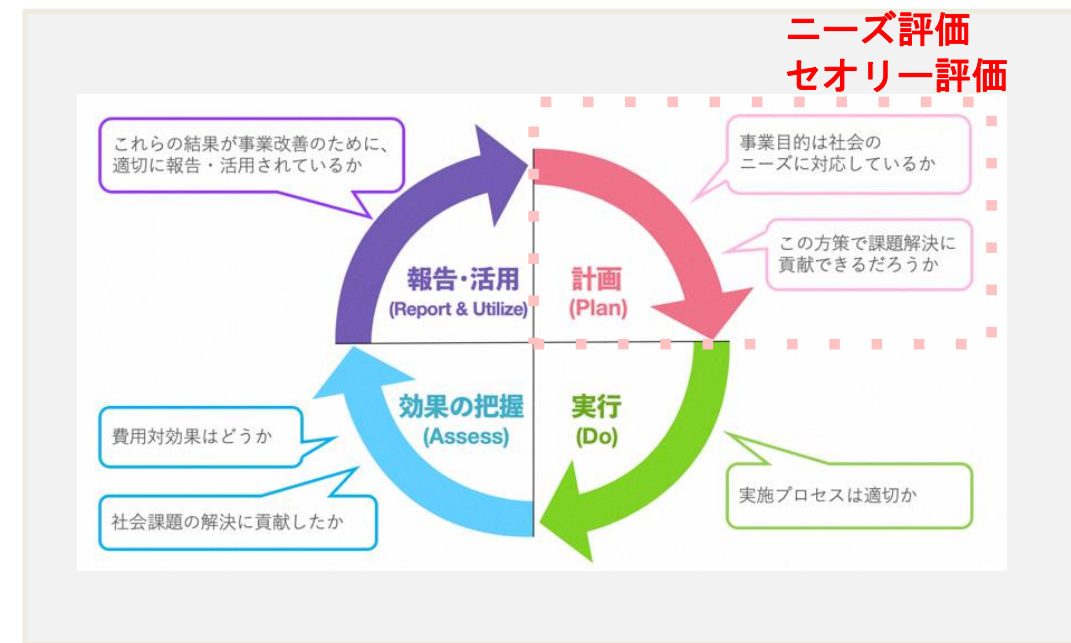 ニーズ評価
セオリー評価
これらの結果が事業改善のために、
適切に報告・活用されているか
事業目的は社会の
ニーズに対応しているか
この方策で課題解決に
貢献できるだろうか
報告・活用
(Report & Utilize)
計画
(Plan)
効果の把握
(Assess)
実行
(Do)
費用対効果はどうか
社会課題の解決に貢献したか
実施プロセスは適切か